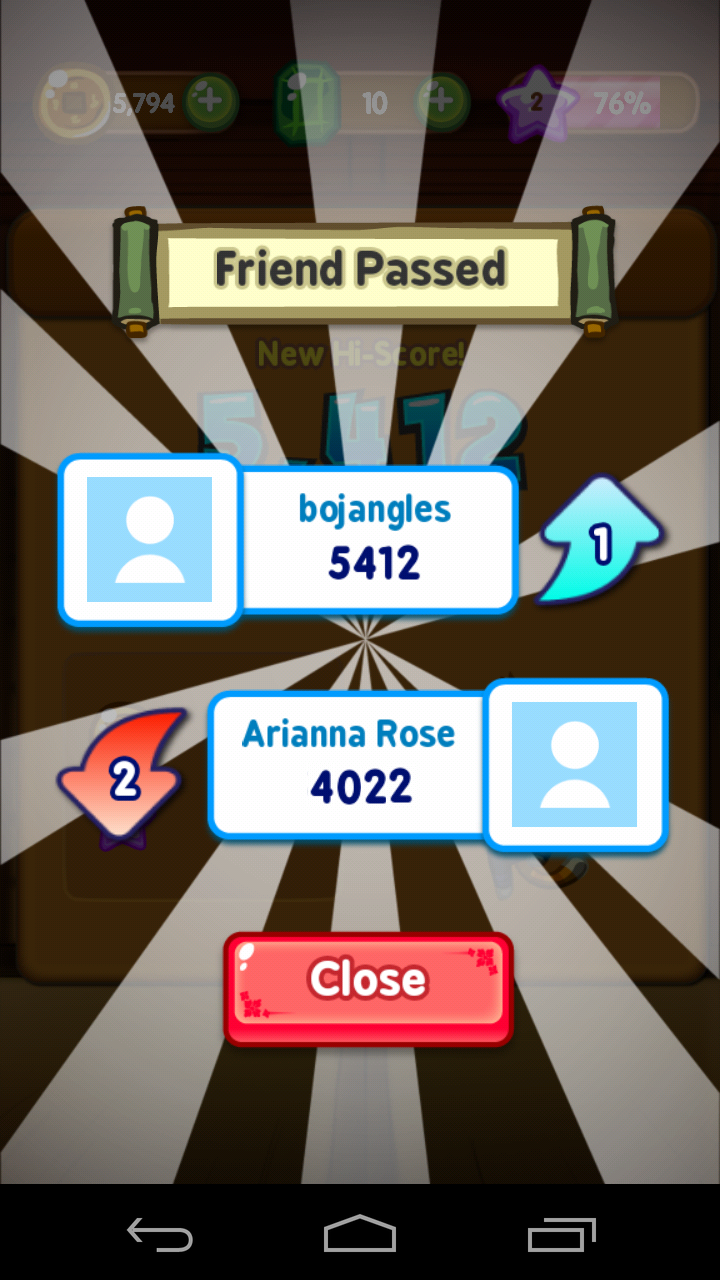 5,794
10
2
76%
Friend Passed
New Hi-Score!
5,412
bojangles
5412
1
Arianna Rose
4022
2
Close